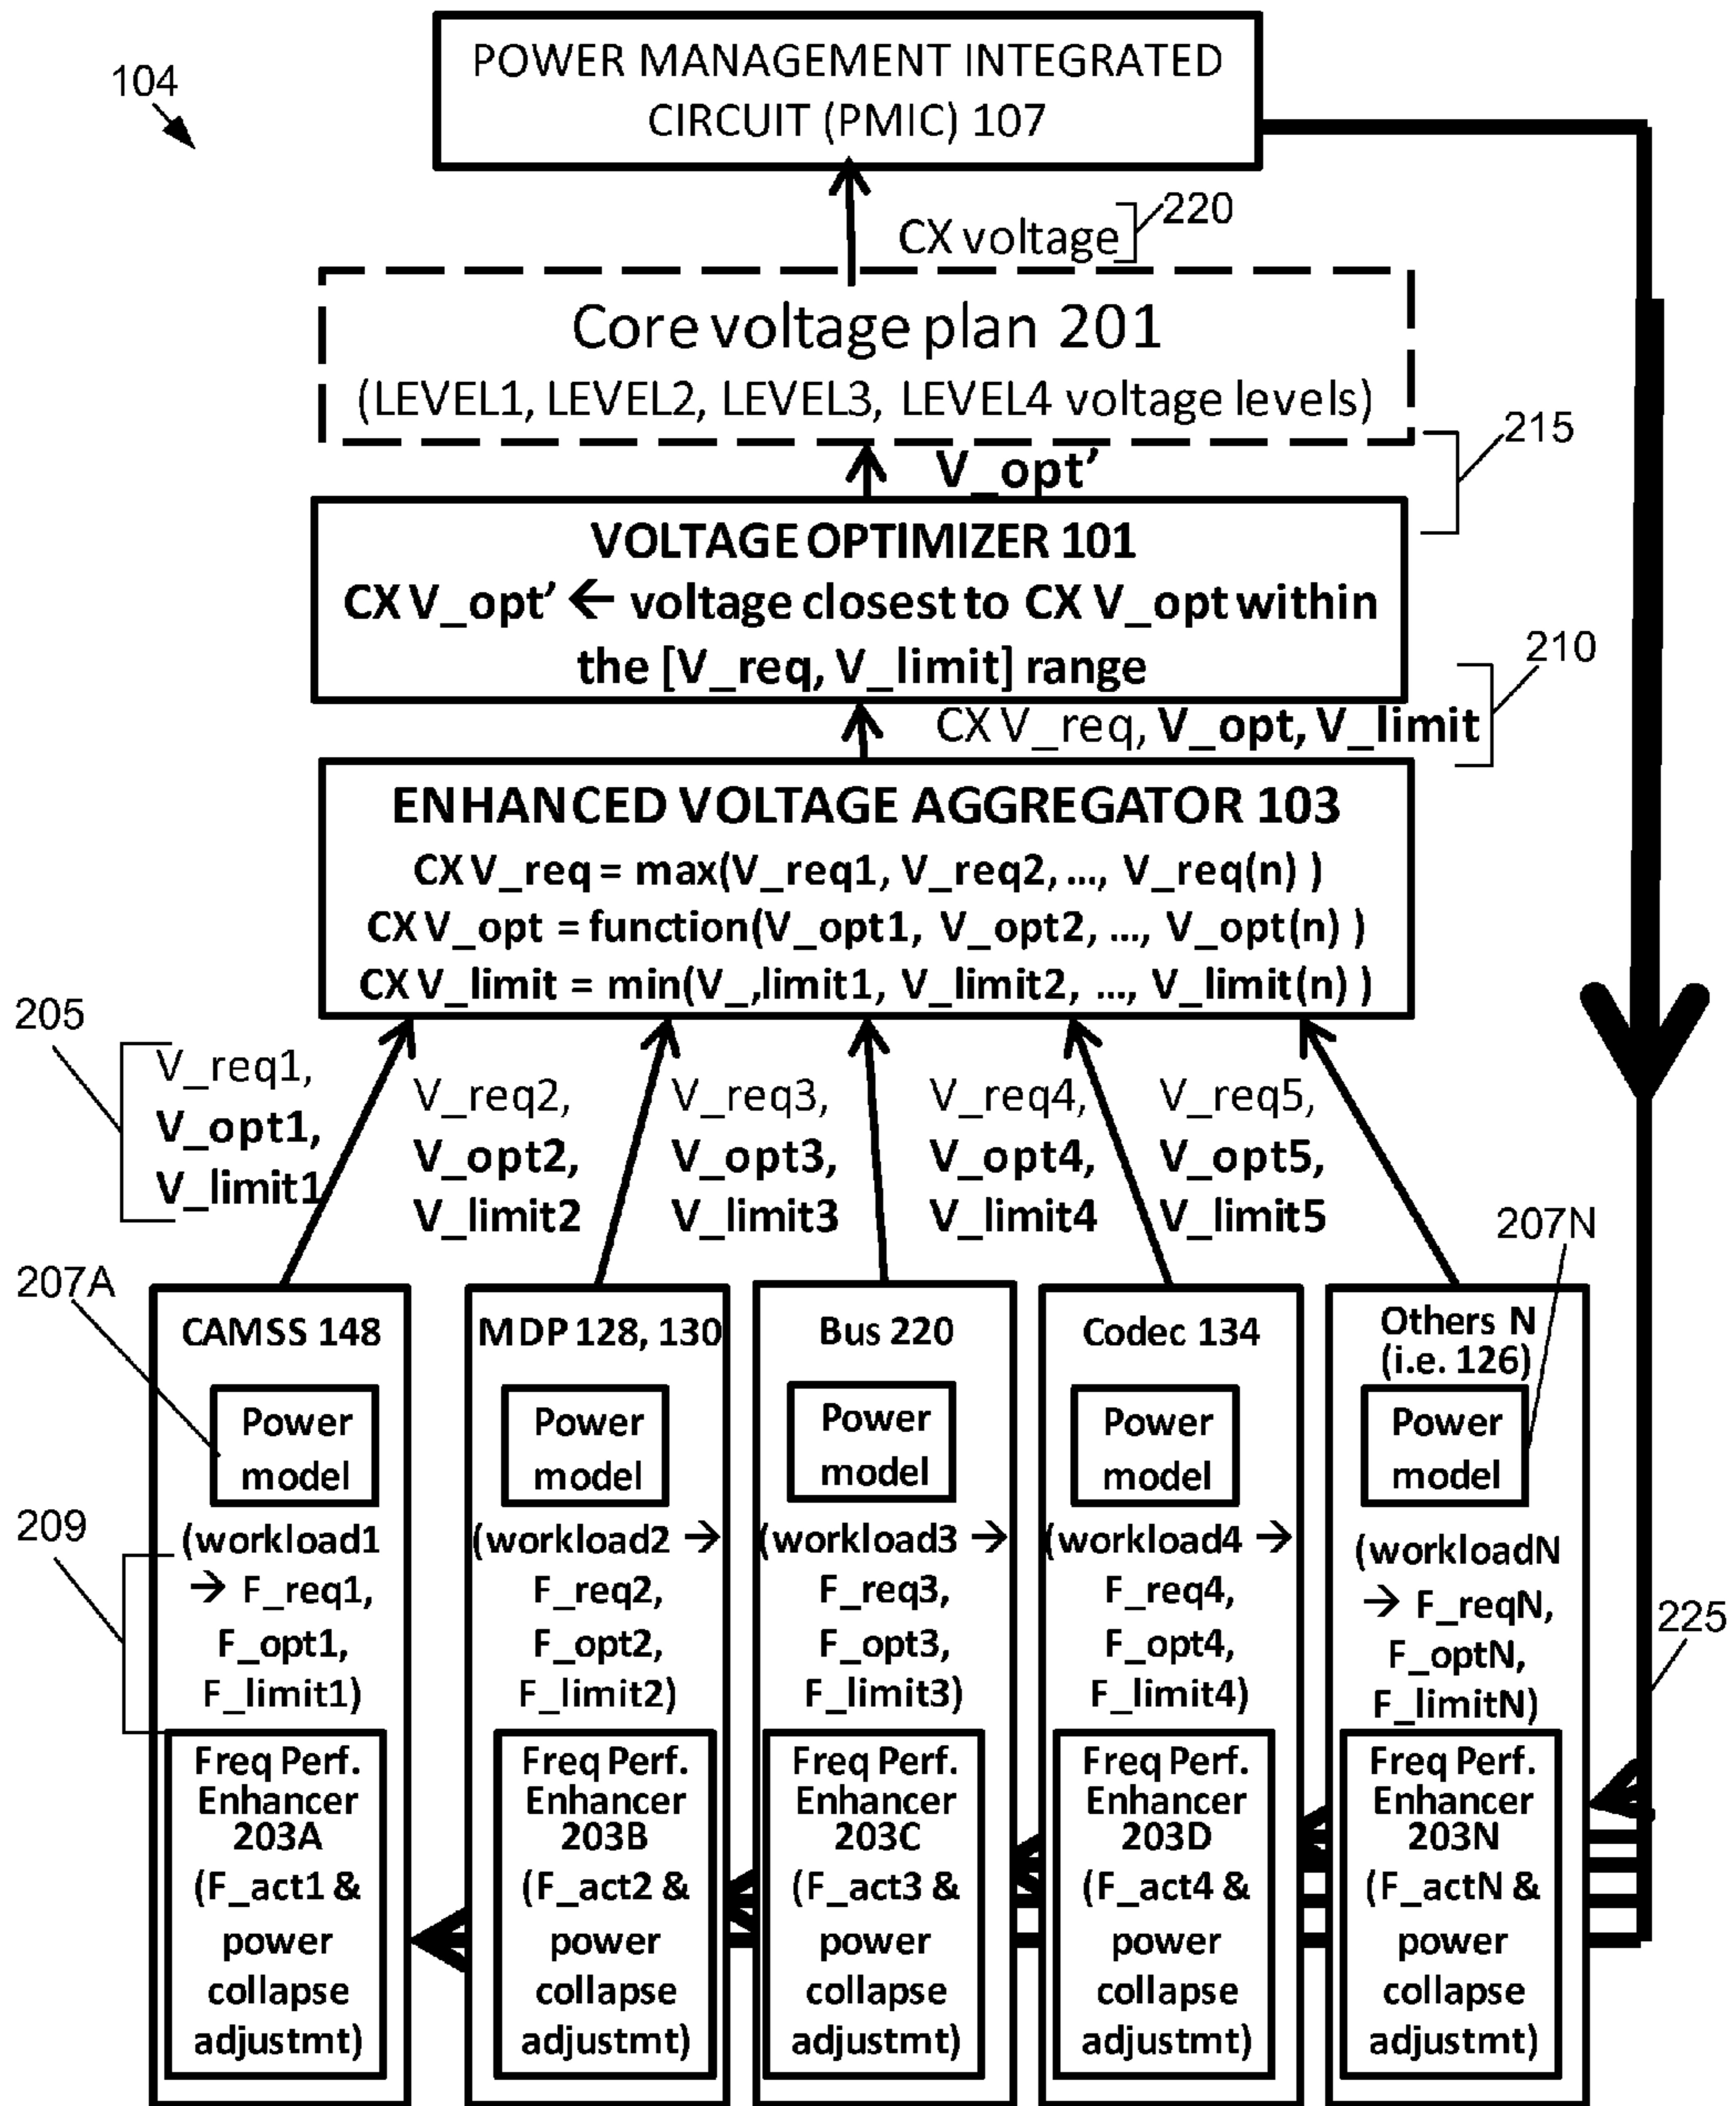 POWER MANAGEMENT INTEGRATED
CIRCUIT (PMIC) 107
104
CX voltage
220
Core voltage plan 201
(LEVEL1, LEVEL2, LEVEL3, LEVEL4 voltage levels)
215
V_opt’
VOLTAGE OPTIMIZER 101
CX V_opt’ ← voltage closest to CX V_opt within
the [V_req, V_limit] range
210
CX V_req, V_opt, V_limit
ENHANCED VOLTAGE AGGREGATOR 103
CX V_req = max(V_req1, V_req2, ..., V_req(n) )
CX V_opt = function(V_opt1, V_opt2, ..., V_opt(n) )
CX V_limit = min(V_,limit1, V_limit2, ..., V_limit(n) )
205
V_req1,
V_opt1,
V_limit1
V_req2,
V_opt2,
V_limit2
V_req3,
V_opt3,
V_limit3
V_req4,
V_opt4,
V_limit4
V_req5,
V_opt5,
V_limit5
207A
207N
CAMSS 148
Power
model
209
(workload1
→ F_req1,
F_opt1,
F_limit1)
Freq Perf.
Enhancer
203A
(F_act1 &
power
collapse
adjustmt)
MDP 128, 130
Power
model
(workload2 →
F_req2,
F_opt2,
F_limit2)
Freq Perf.
Enhancer
203B
(F_act2 &
power
collapse
adjustmt)
Bus 220
Power
model
(workload3 →
F_req3,
F_opt3,
F_limit3)
Freq Perf.
Enhancer
203C
(F_act3 &
power
collapse
adjustmt)
Codec 134
Power
model
(workload4 →
F_req4,
F_opt4,
F_limit4)
Freq Perf.
Enhancer
203D
(F_act4 &
power
collapse
adjustmt)
Others N
(i.e. 126)
Power
model
(workloadN
→ F_reqN,
F_optN,
F_limitN)
Freq Perf.
Enhancer
203N
(F_actN &
power
collapse
adjustmt)
225